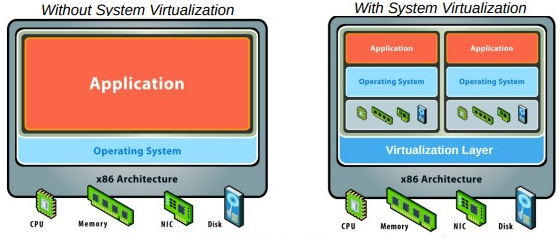 Without System Virtualization
Application
Operating System
x86 Architecture
CPU
Memory
NIC
Disk
With System Virtualization
Application
Application
Operating System
Operating System
Virtualization Layer
x86 Architecture
CPU
Memory
NIC
Disk